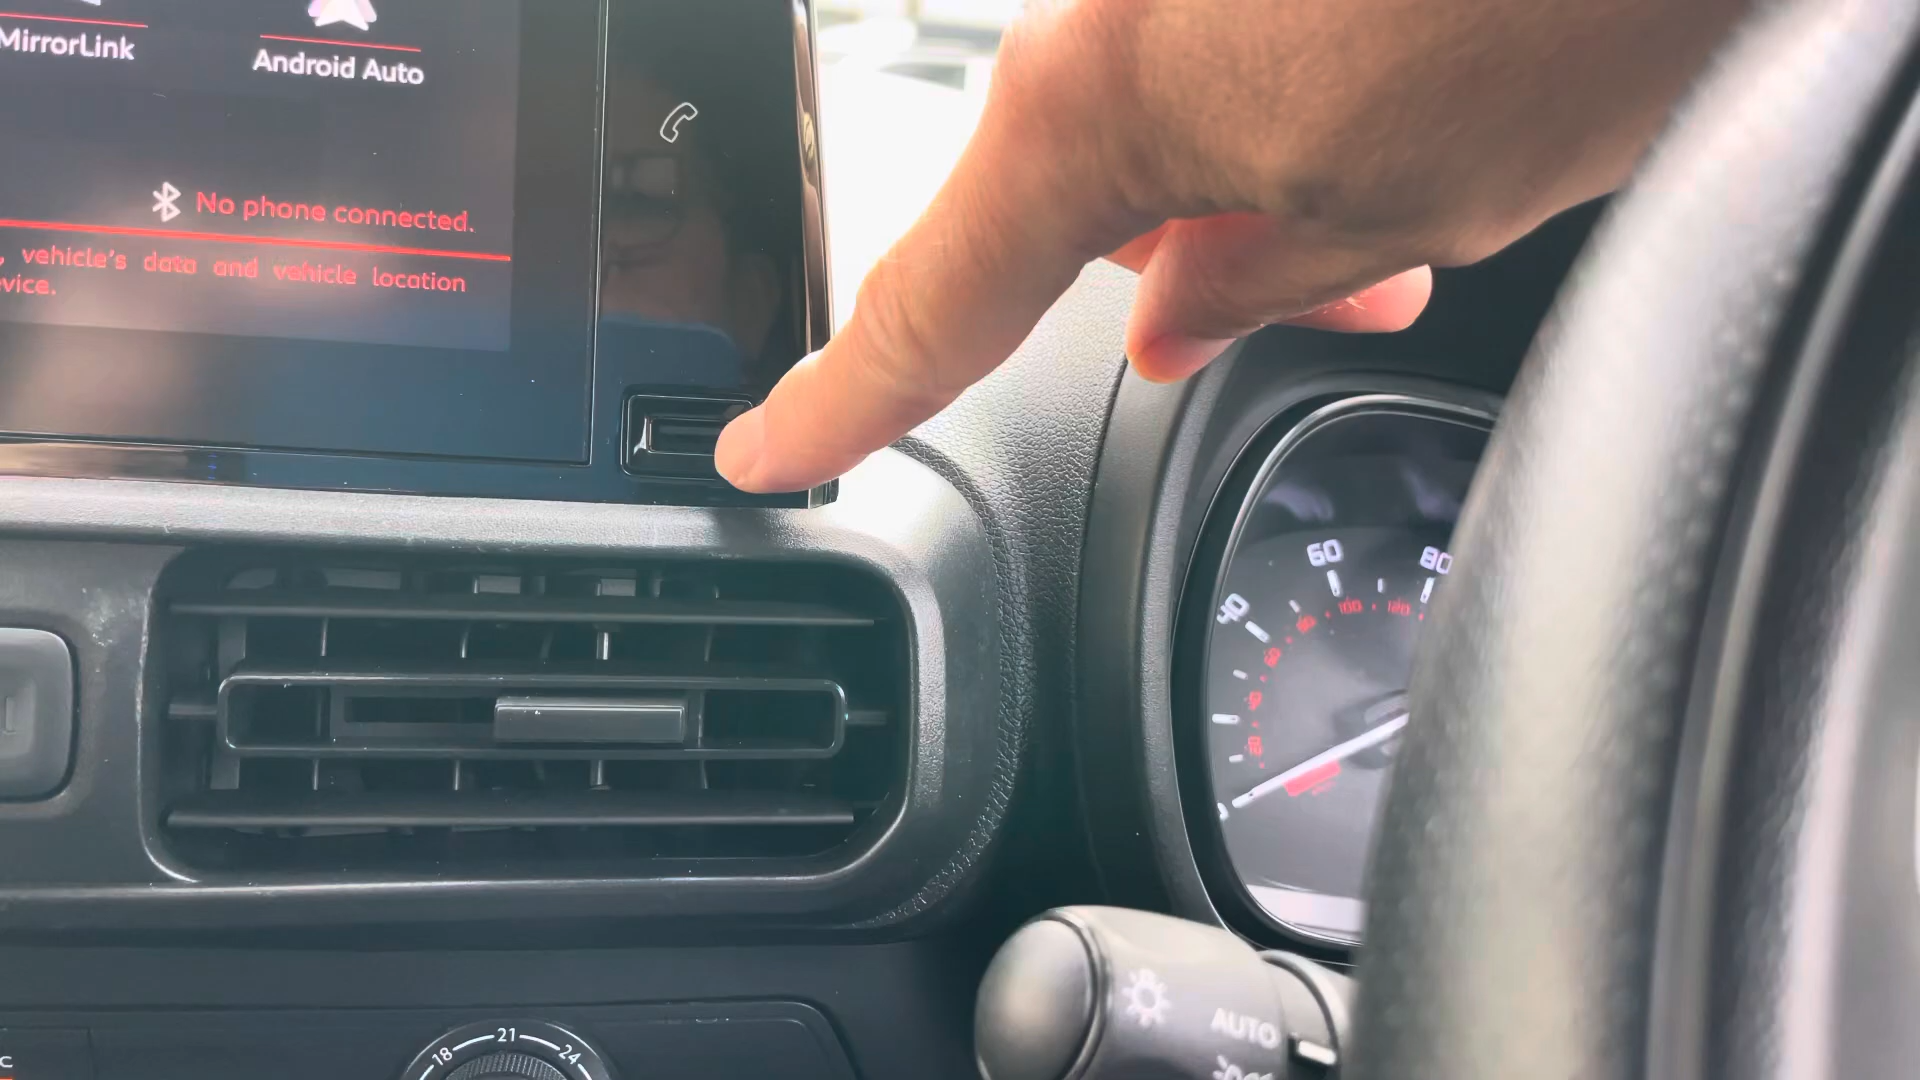 MirrorLink
Android Auto
No phone connected.
, vehicle's data and vehicle location
vice.
40
60
80
100
120
18
21
24
AUTO
C